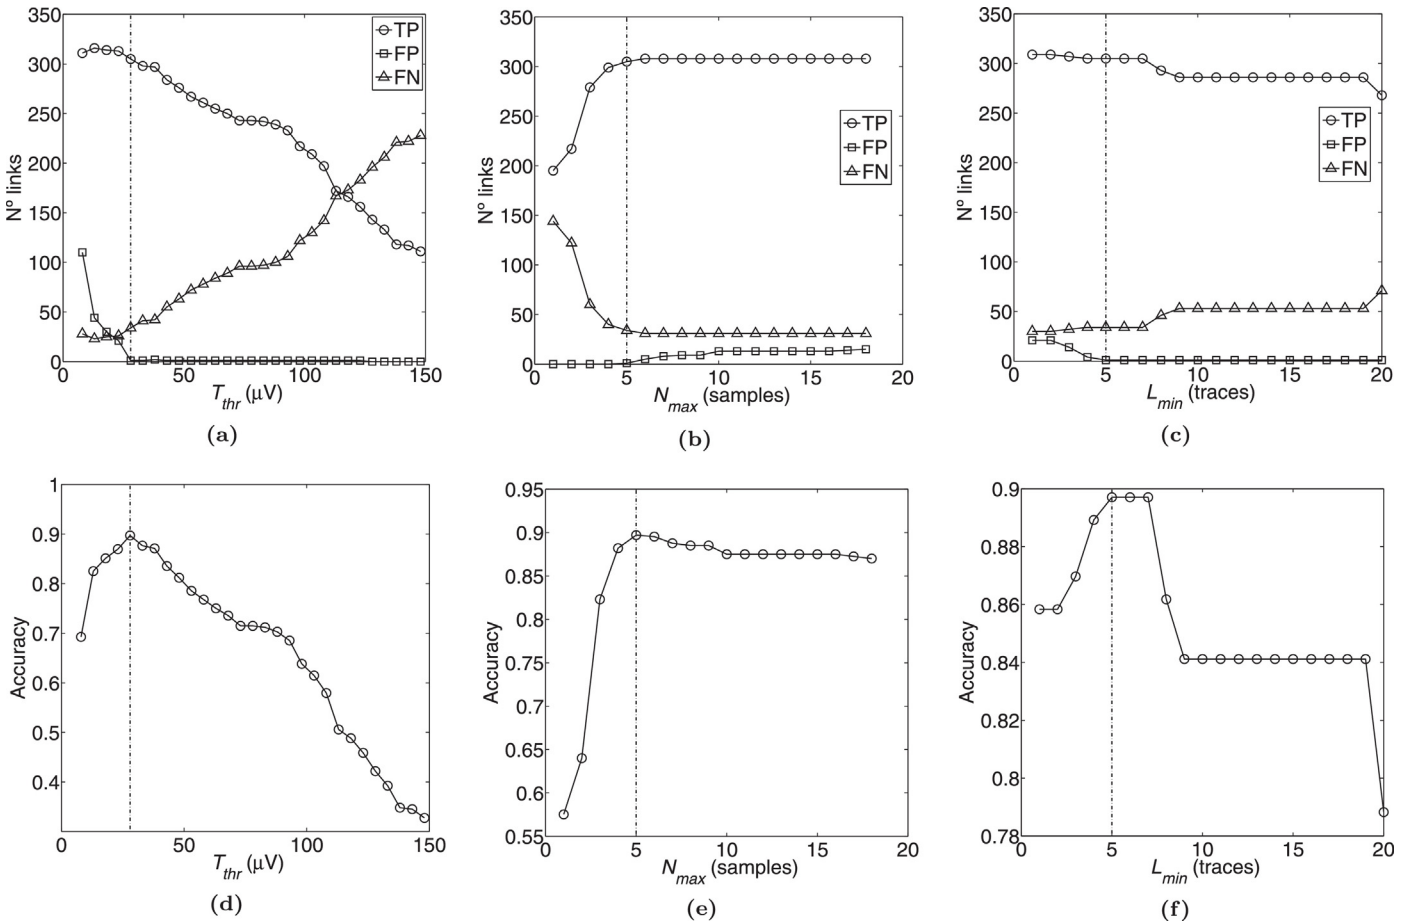 350
300
250
200
150
100
50
0
Nº links
TP
FP
FN
0 50 100 150
T_thr (μV)
(a)
350
300
250
200
150
100
50
0
Nº links
TP
FP
FN
0 5 10 15 20
N_max (samples)
(b)
350
300
250
200
150
100
50
0
Nº links
TP
FP
FN
0 5 10 15 20
L_min (traces)
(c)
1
0.9
0.8
0.7
0.6
0.5
0.4
Accuracy
0 50 100 150
T_thr (μV)
(d)
0.95
0.9
0.85
0.8
0.75
0.7
0.65
0.6
0.55
Accuracy
0 5 10 15 20
N_max (samples)
(e)
0.9
0.88
0.86
0.84
0.82
0.8
0.78
Accuracy
0 5 10 15 20
L_min (traces)
(f)